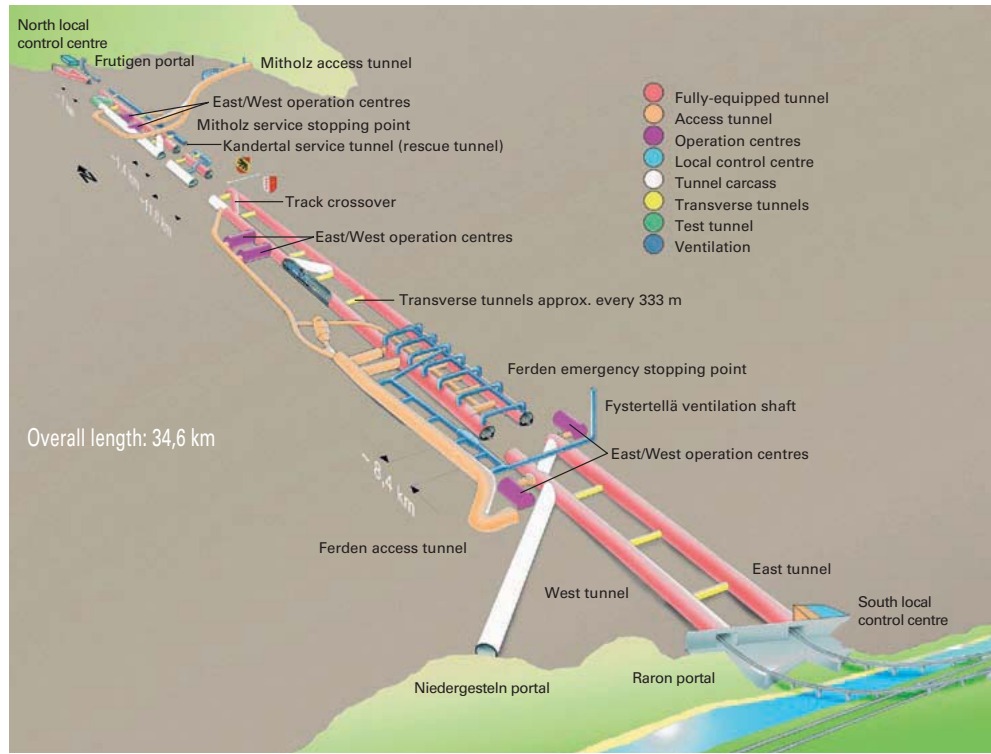 North local
control centre
Frutigen portal
Mitholz access tunnel
East/West operation centres
Mitholz service stopping point
Kandertal service tunnel (rescue tunnel)
Fully-equipped tunnel
Access tunnel
Operation centres
Local control centre
Tunnel carcass
Transverse tunnels
Test tunnel
Ventilation
N
Track crossover
East/West operation centres
Transverse tunnels approx. every 333 m
Ferden emergency stopping point
Fystertellä ventilation shaft
Overall length: 34,6 km
East/West operation centres
~ 8,4 km
Ferden access tunnel
West tunnel
East tunnel
South local
control centre
Niedergesteln portal
Raron portal